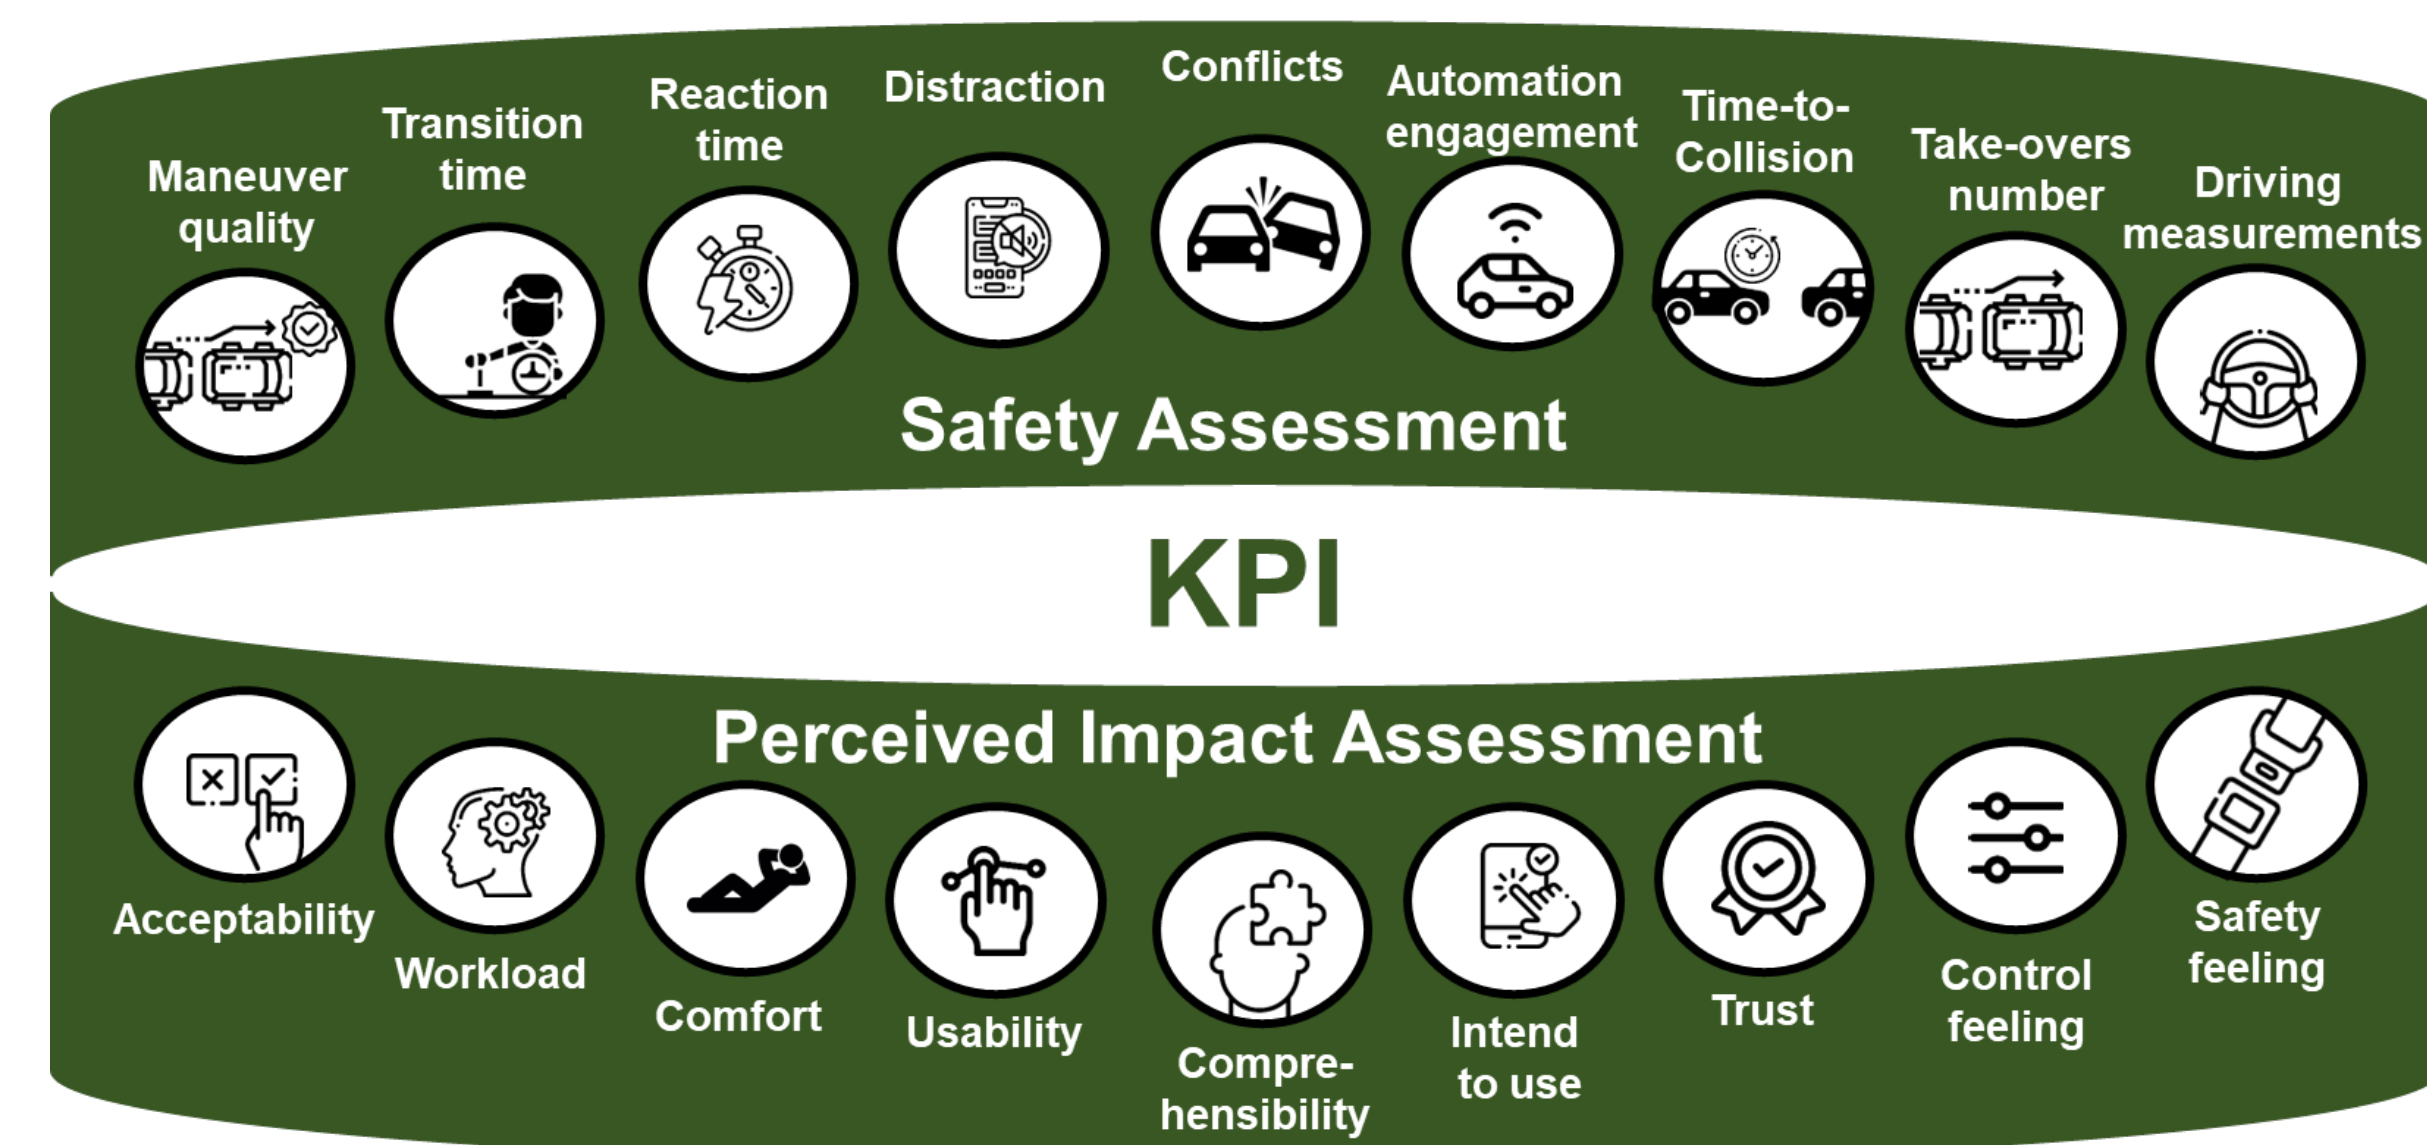 Maneuver
quality
Transition
time
Reaction
time
Distraction
Conflicts
Automation
engagement
Time-to-
Collision
Take-overs
number
Driving
measurements
Safety Assessment
KPI
Perceived Impact Assessment
Acceptability
Workload
Comfort
Usability
Compre-
hensibility
Intend
to use
Trust
Control
feeling
Safety
feeling